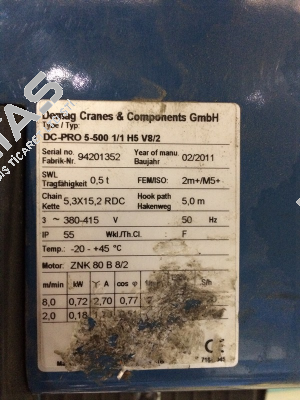 Demag Cranes & Components GmbH
Type / Typ:
DC-PRO 5-500 1/1 H5 V8/2
Serial no. Fabrik-Nr. 94201352 Year of manu. Baujahr 02/2011
SWL Tragfähigkeit 0,5 t FEM/ISO: 2m+/M5+
Chain Kette 5,3X15,2 RDC Hook path Hakenweg 5,0 m
3 ~ 380-415 V 50 Hz
IP 55 Wkl./Th.Cl. F
Temp.: -20 - +45 °C
Motor: ZNK 80 B 8/2
m/min kW Y A cos φ
8,0 0,72 2,70 0,77
2,0 0,18
CE